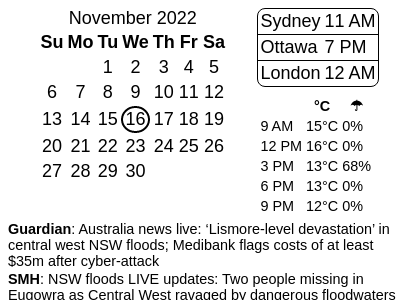 November 2022
Su Mo Tu We Th Fr Sa
1 2 3 4 5
6 7 8 9 10 11 12
13 14 15 16 17 18 19
20 21 22 23 24 25 26
27 28 29 30
Sydney 11 AM
Ottawa 7 PM
London 12 AM
°C ☂
9 AM 15°C 0%
12 PM 16°C 0%
3 PM 13°C 68%
6 PM 13°C 0%
9 PM 12°C 0%
Guardian: Australia news live: ‘Lismore-level devastation’ in
central west NSW floods; Medibank flags costs of at least
$35m after cyber-attack
SMH: NSW floods LIVE updates: Two people missing in
Eugowra as Central West ravaged by dangerous floodwaters